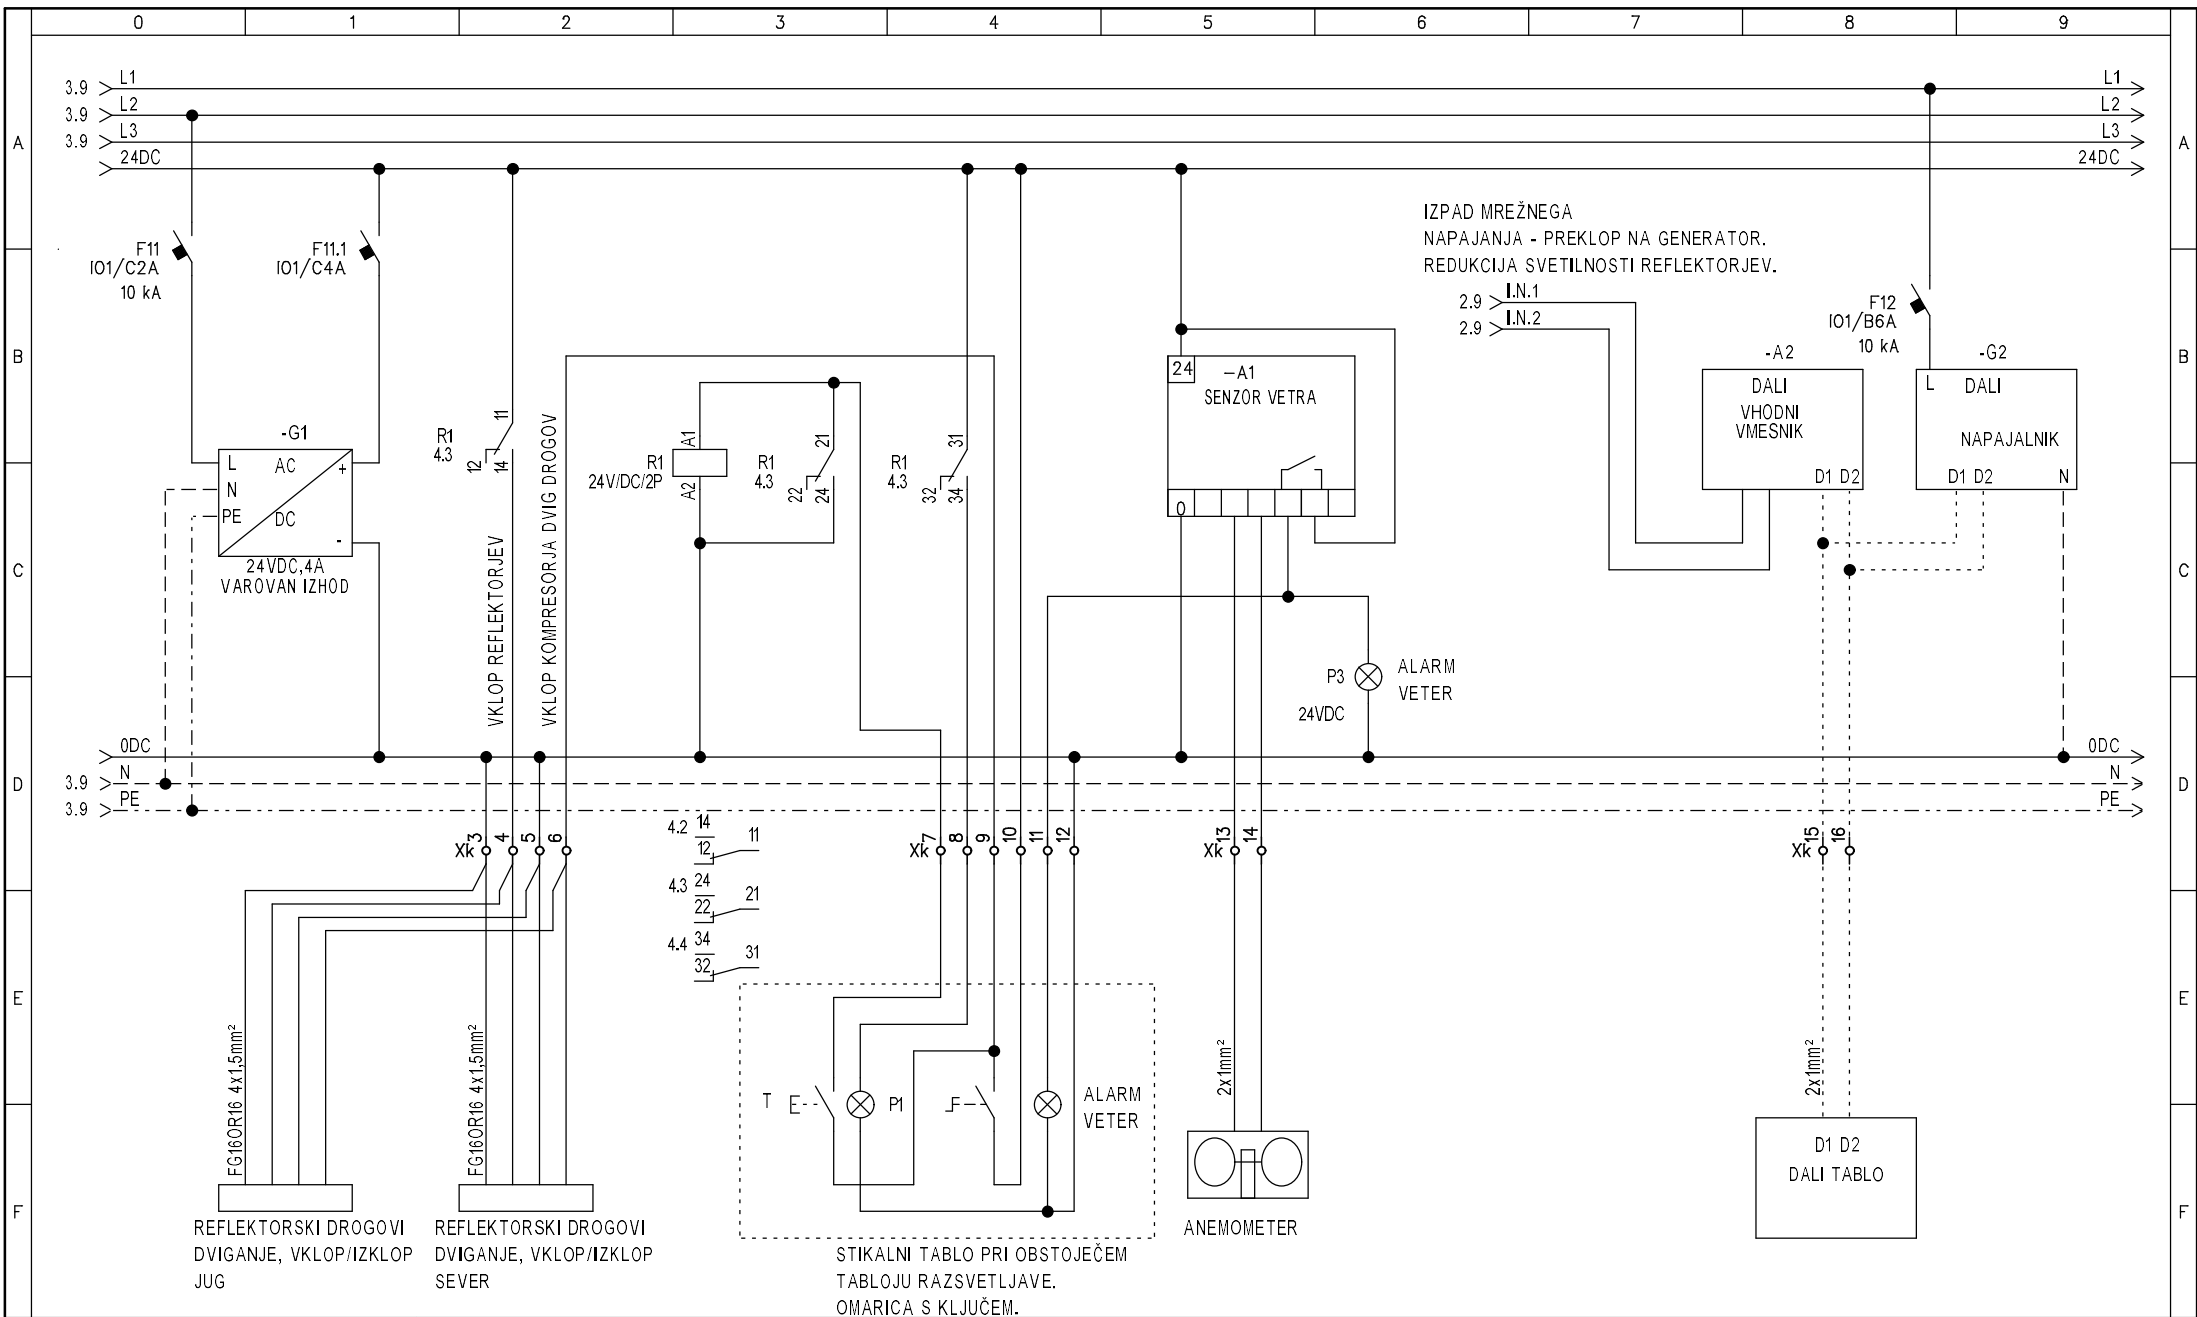 0 1 2 3 4 5 6 7 8 9
3.9 L1 L1
3.9 L2 L2
3.9 L3 L3
24DC 24DC
A A
B B
C C
D D
E E
F F
F11
101/C2A
10 kA
F11.1
101/C4A
-G1
L AC +
N
PE DC -
24VDC,4A
VAROVAN IZHOD
R1
4.3
11
12 14
VKLOP REFLEKTORJEV
VKLOP KOMPRESORJA DVIG DROGOV
R1
24V/DC/2P
A1
A2
R1
4.3
21
22 24
R1
4.3
31
32 34
24 -A1
SENZOR VETRA
0
P3
24VDC
ALARM
VETER
IZPAD MREŽNEGA
NAPAJANJA - PREKLOP NA GENERATOR.
REDUKCIJA SVETILNOSTI REFLEKTORJEV.
2.9 I.N.1
2.9 I.N.2
-A2
DALI
VHODNI
VMESNIK
D1 D2
F12
101/B6A
10 kA
-G2
L DALI
NAPAJALNIK
D1 D2 N
0DC 0DC
3.9 N N
3.9 PE PE
Xk 3 4 5 6
4.2 14
12 11
4.3 24
22 21
4.4 34
32 31
Xk 7 8 9 10 11 12
Xk 13 14
Xk 15 16
FG16OR16 4x1,5mm²
FG16OR16 4x1,5mm²
2x1mm²
2x1mm²
T E P1 F
ALARM
VETER
D1 D2
DALI TABLO
REFLEKTORSKI DROGOVI
DVIGANJE, VKLOP/IZKLOP
JUG
REFLEKTORSKI DROGOVI
DVIGANJE, VKLOP/IZKLOP
SEVER
STIKALNI TABLO PRI OBSTOJEČEM
TABLOJU RAZSVETLJAVE.
OMARICA S KLJUČEM.
ANEMOMETER